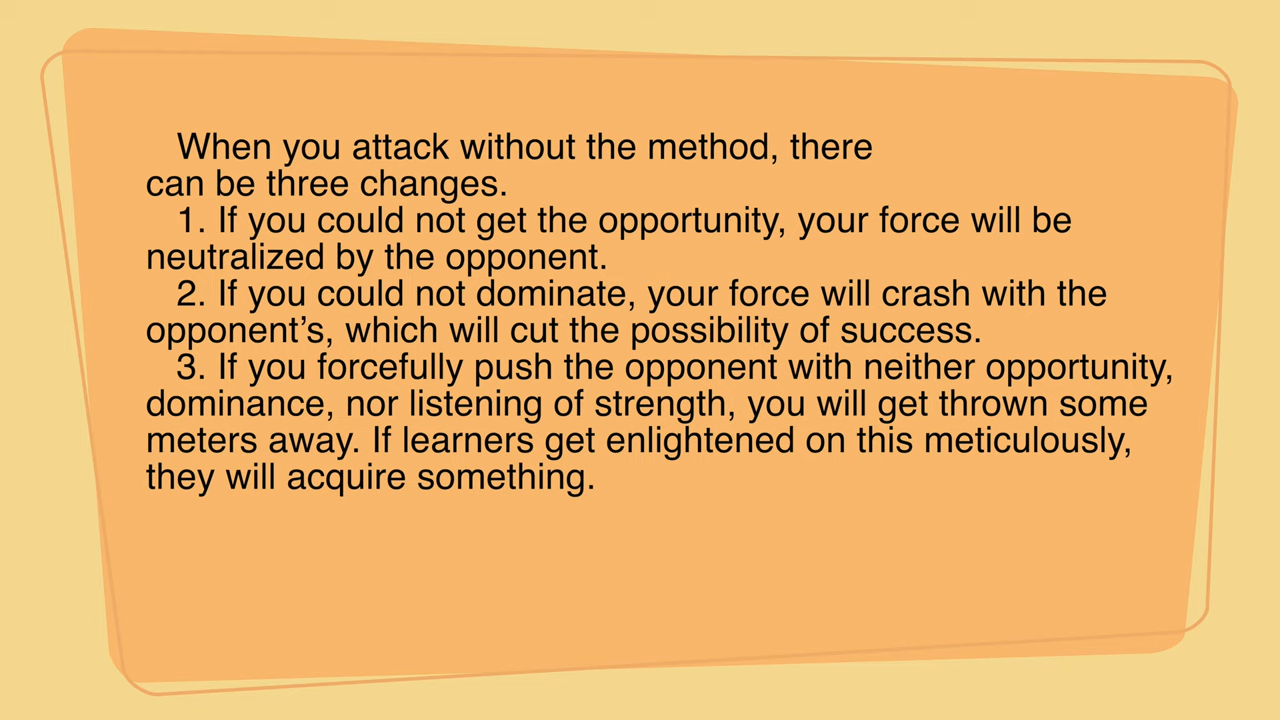 When you attack without the method, there
can be three changes.
1. If you could not get the opportunity, your force will be
neutralized by the opponent.
2. If you could not dominate, your force will crash with the
opponent’s, which will cut the possibility of success.
3. If you forcefully push the opponent with neither opportunity,
dominance, nor listening of strength, you will get thrown some
meters away. If learners get enlightened on this meticulously,
they will acquire something.